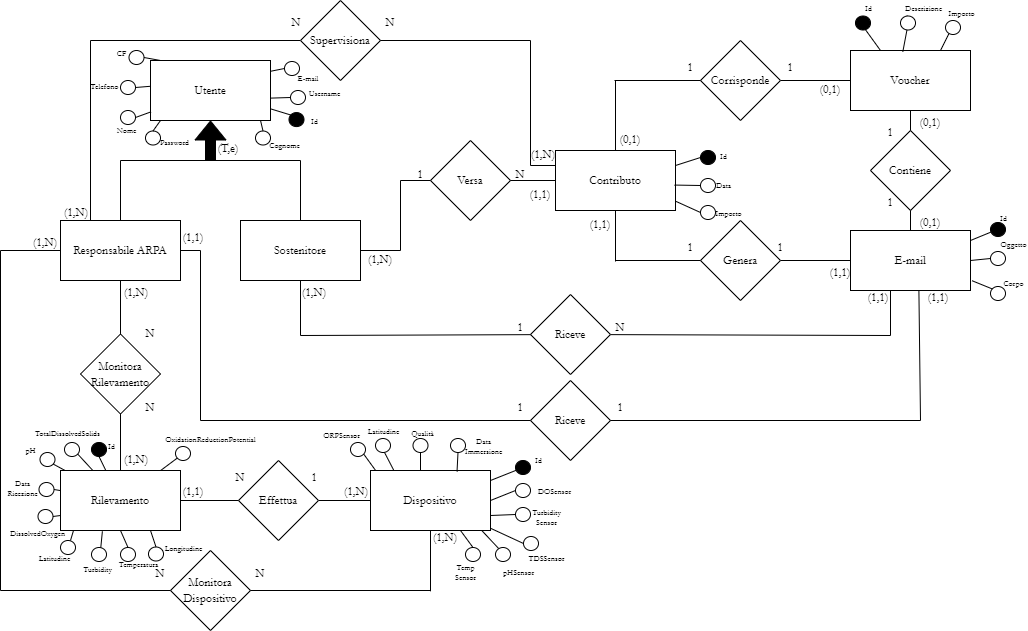 Id
Descrizione
Importo
N
N
Supervisiona
CF
E-mail
Telefono
Utente
Username
Nome
Id
Password
Cognome
(T,e)
1
Corrisponde
1
(0,1)
Voucher
(0,1)
1
Contiene
1
(0,1)
(0,1)
(1,N)
Id
Contributo
Data
(1,1)
Importo
(1,1)
1
Versa
N
(1,N)
(1,N)
Responsabile ARPA
(1,1)
Sostenitore
(1,N)
(1,N)
(1,N)
1
Genera
1
(1,1)
E-mail
Id
Oggetto
Corpo
(1,1)
(1,1)
1
Riceve
N
N
Monitora
Rilevamento
N
1
Riceve
1
TotalDissolvedSolids
Id
OxidationReductionPotential
pH
(1,N)
Data
Ricezione
Rilevamento
(1,1)
DissolvedOxygen
Latitudine
Turbidity
Temperatura
Longitudine
N
Effettua
1
ORPSensor
Latitudine
Qualità
Data
Immersione
Id
(1,N)
Dispositivo
DOSensor
Turbidity
Sensor
(1,N)
TDSSensor
Temp
Sensor
pHSensor
N
Monitora
Dispositivo
N